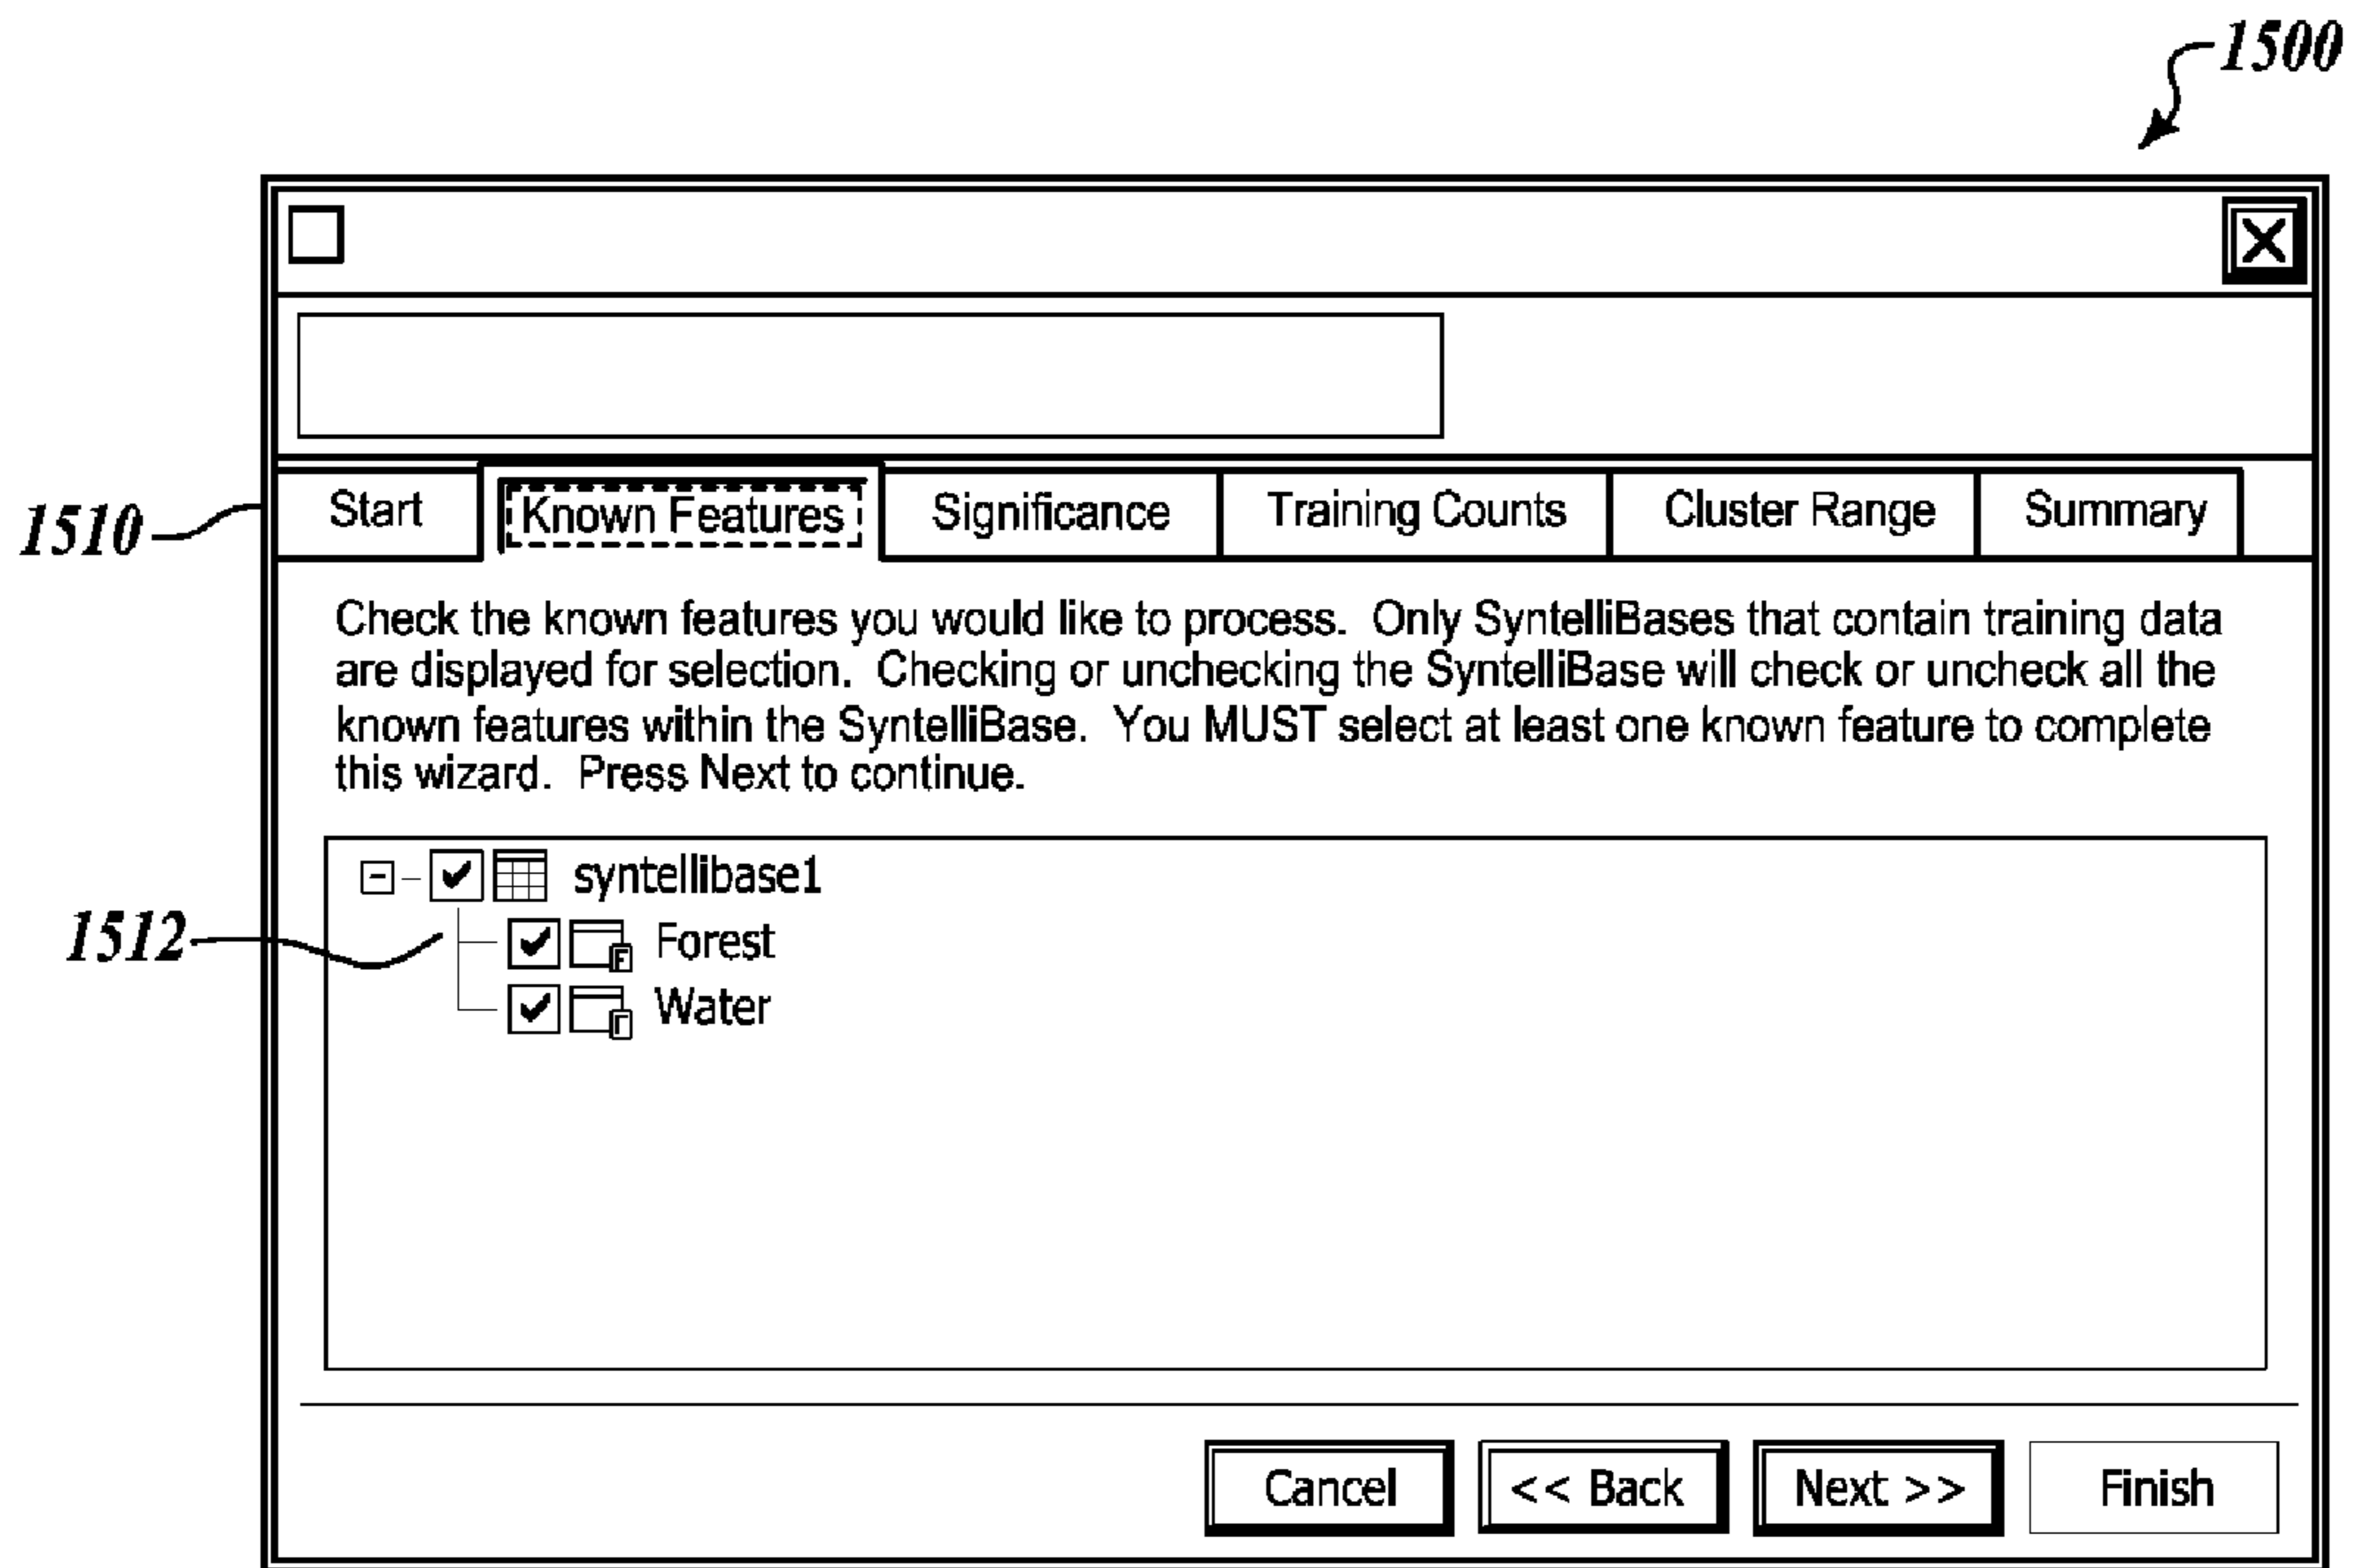 1500
1510
Start Known Features Significance Training Counts Cluster Range Summary
Check the known features you would like to process. Only SyntelliBases that contain training data
are displayed for selection. Checking or unchecking the SyntelliBase will check or uncheck all the
known features within the SyntelliBase. You MUST select at least one known feature to complete
this wizard. Press Next to continue.
syntellibase1
1512
F Forest
Water
Cancel << Back Next >> Finish